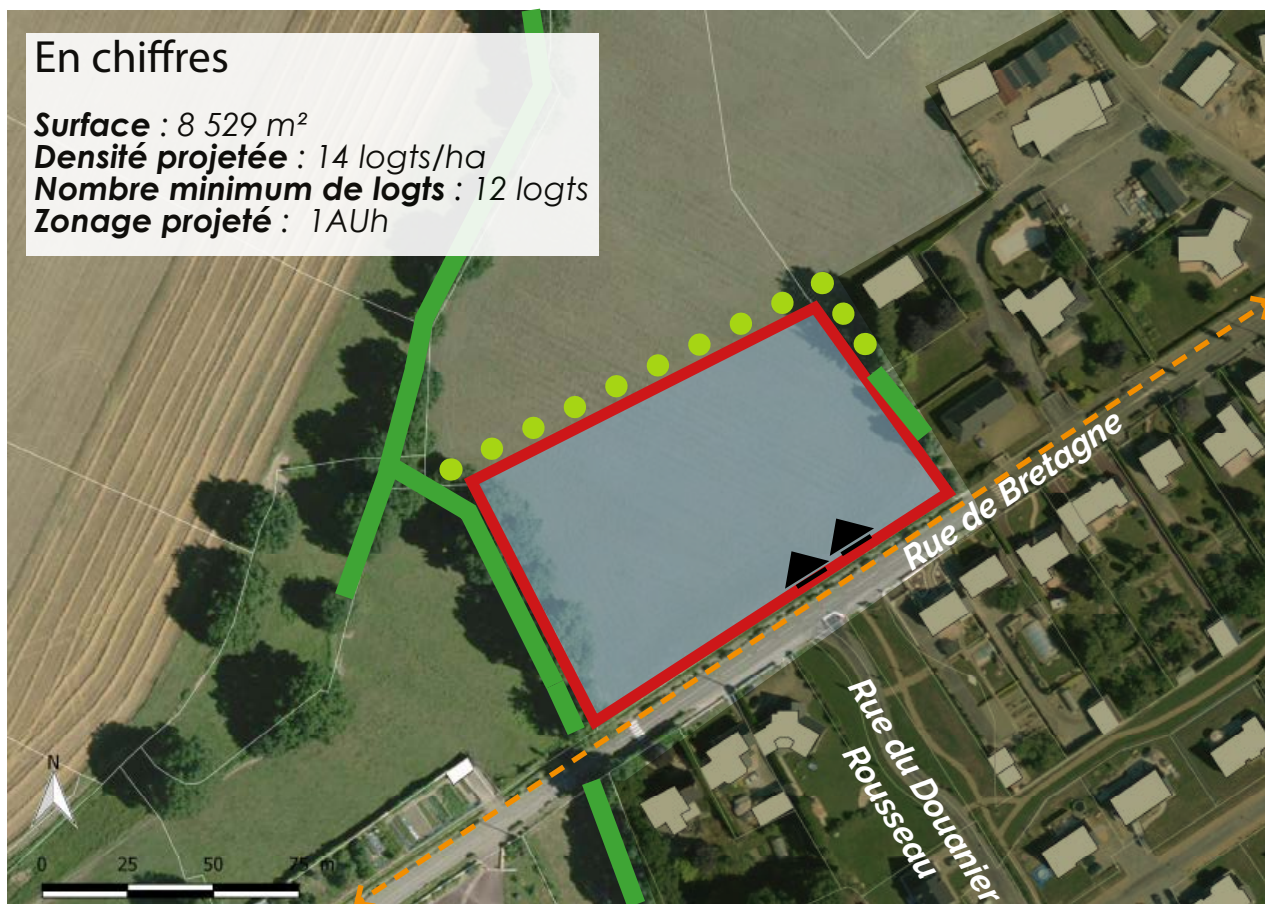 En chiffres
Surface : 8 529 m²
Densité projetée : 14 logts/ha
Nombre minimum de logts : 12 logts
Zonage projeté : 1AUh
Rue de Bretagne
Rue du Douanier
Rousseau
N
0 25 50 75 m